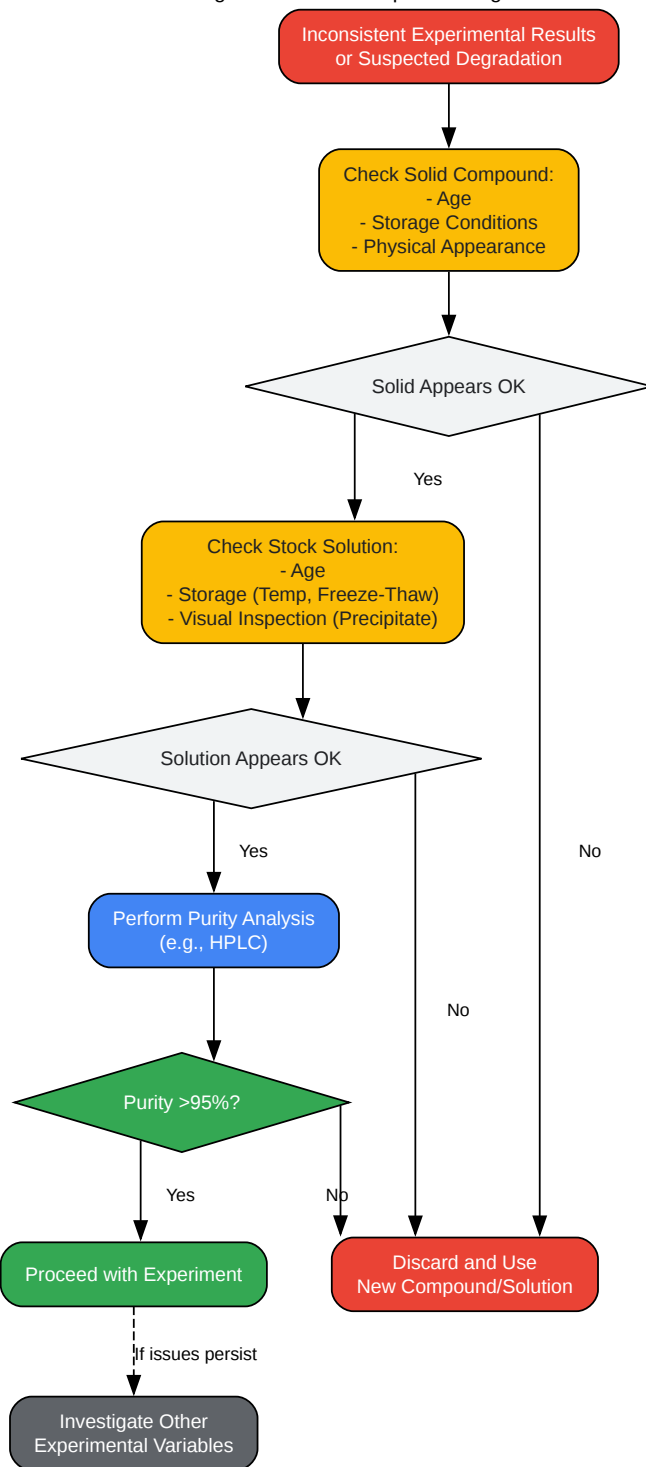 Inconsistent Experimental Results
or Suspected Degradation
Check Solid Compound:
- Age
- Storage Conditions
- Physical Appearance
Solid Appears OK
Yes
Check Stock Solution:
- Age
- Storage (Temp, Freeze-Thaw)
- Visual Inspection (Precipitate)
Solution Appears OK
Yes
No
Perform Purity Analysis
(e.g., HPLC)
No
Purity >95%?
Yes
No
Proceed with Experiment
Discard and Use
New Compound/Solution
If issues persist
Investigate Other
Experimental Variables